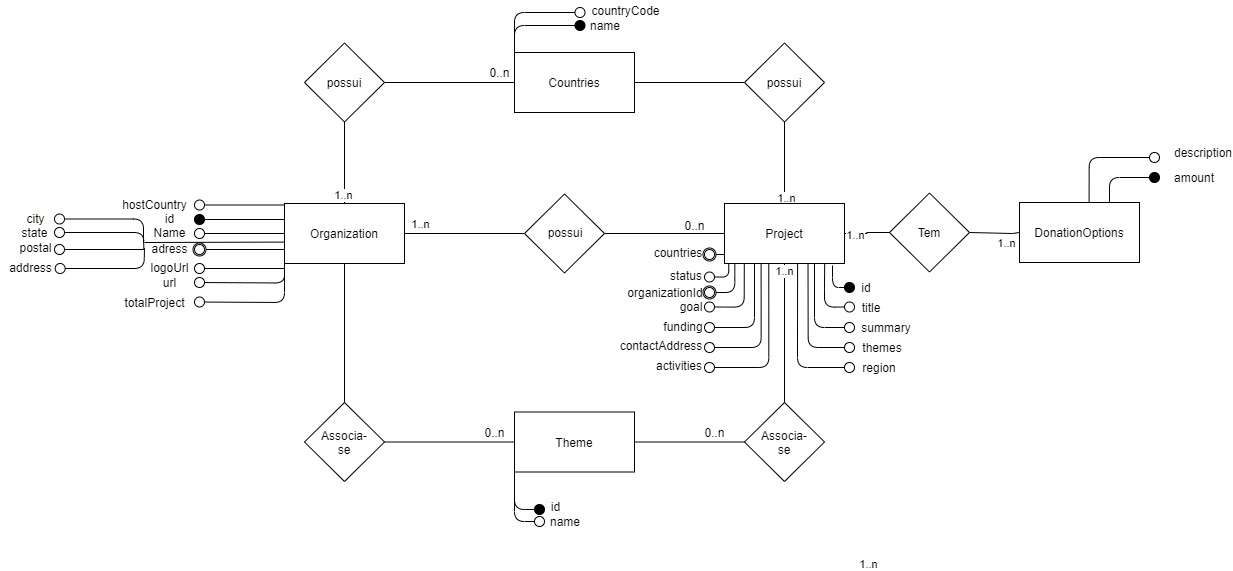 countryCode
name
possui
0..n
Countries
possui
1..n
1..n
hostCountry
id
Name
adress
logoUrl
url
totalProject
city
state
postal
address
Organization
1..n
possui
0..n
Project
1..n
Tem
1..n
DonationOptions
description
amount
countries
status
organizationId
goal
funding
contactAddress
activities
1..n
id
title
summary
themes
region
Associa-
se
0..n
Theme
0..n
Associa-
se
id
name
1..n